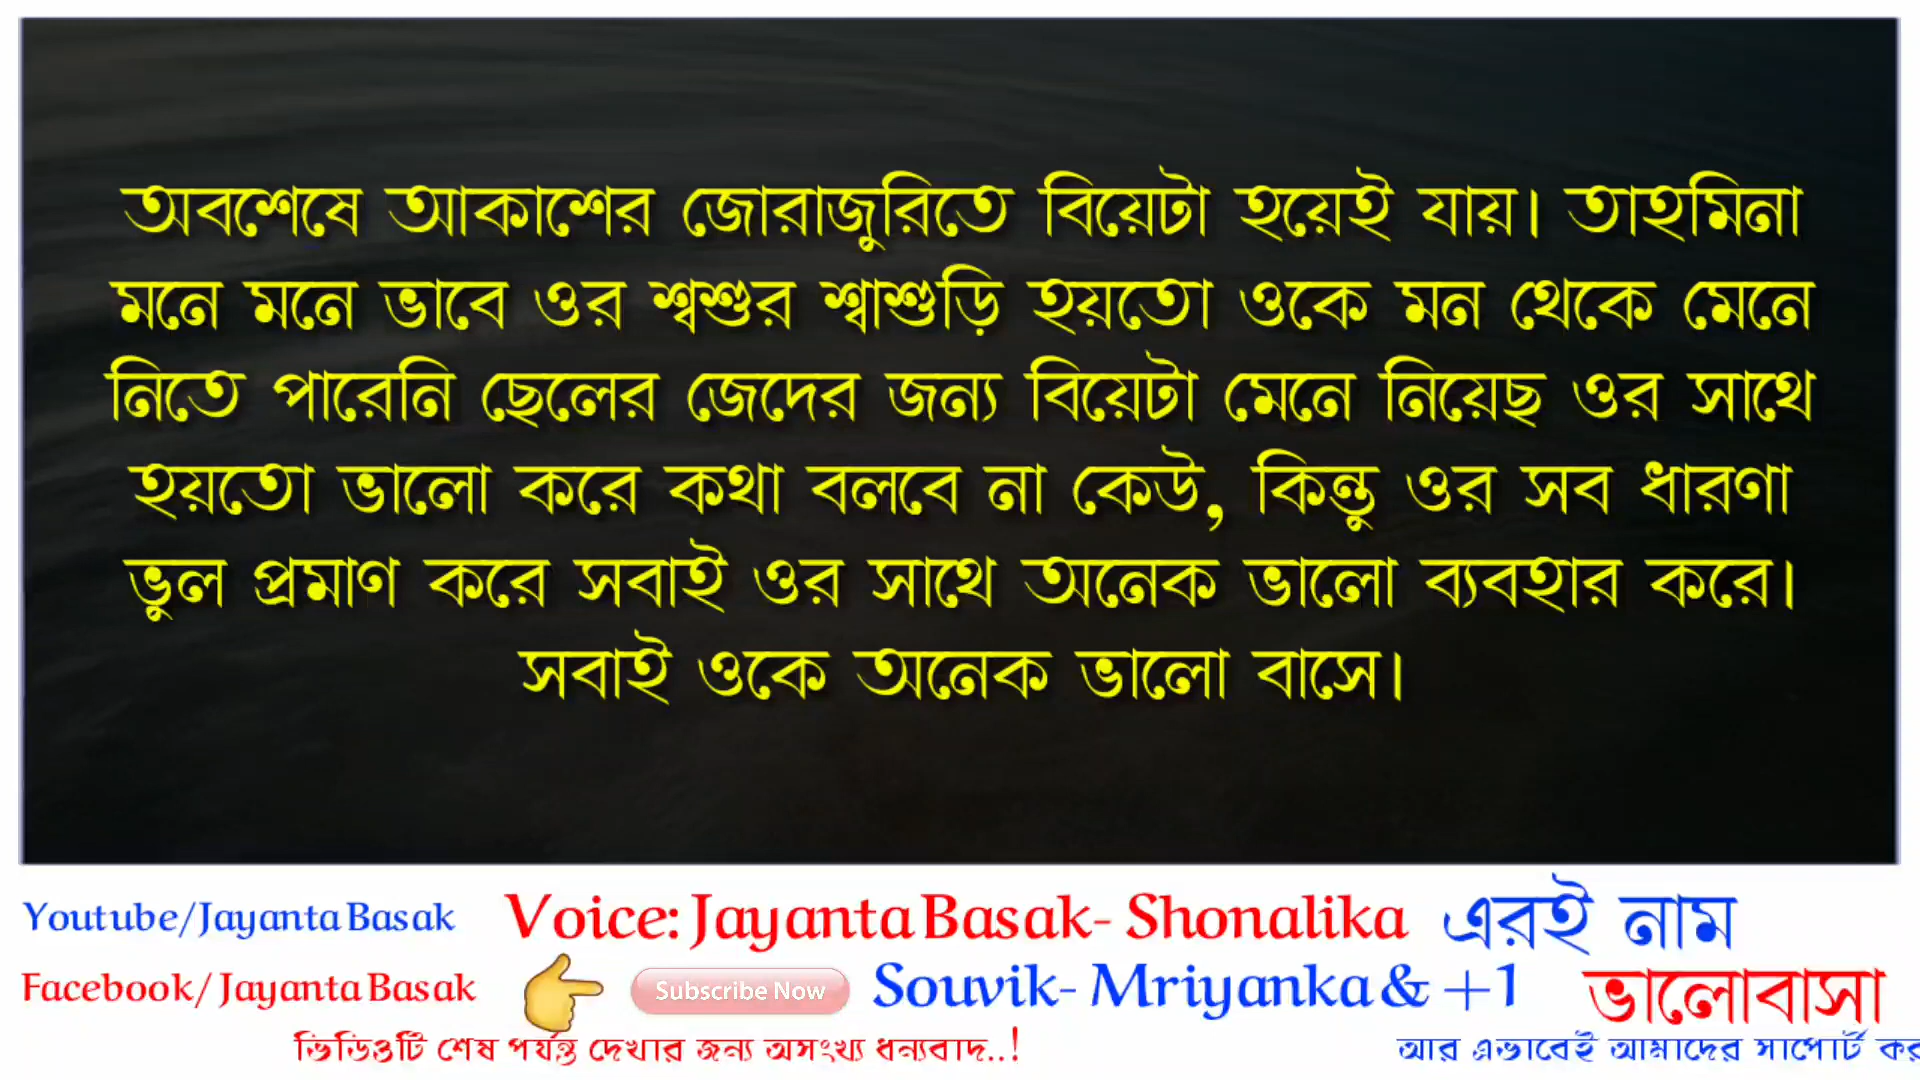 অবশেষে আকাশের জোরাজুরিতে বিয়েটা হয়েই যায়। তাহমিনা
মনে মনে ভাবে ওর শ্বশুর শ্বাশুড়ি হয়তো ওকে মন থেকে মেনে
নিতে পারেনি ছেলের জেদের জন্য বিয়েটা মেনে নিয়েছ ওর সাথে
হয়তো ভালো করে কথা বলবে না কেউ, কিন্তু ওর সব ধারণা
ভুল প্রমাণ করে সবাই ওর সাথে অনেক ভালো ব্যবহার করে।
সবাই ওকে অনেক ভালো বাসে।
Youtube/Jayanta Basak
Voice: Jayanta Basak- Shonalika
এরই নাম
Facebook/ Jayanta Basak
Subscribe Now
Souvik- Mriyanka & +1
ভালোবাসা
ভিডিওটি শেষ পর্যন্ত দেখার জন্য অসংখ্য ধন্যবাদ..!
আর এভাবেই আমাদের সাপোর্ট